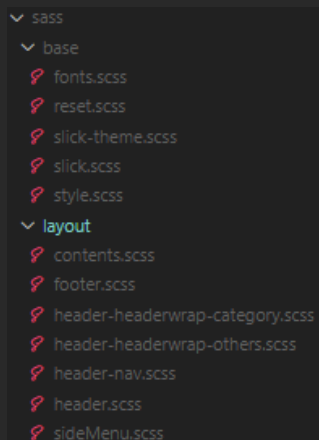 sass
base
fonts.scss
reset.scss
slick-theme.scss
slick.scss
style.scss
layout
contents.scss
footer.scss
header-headerwrap-category.scss
header-headerwrap-others.scss
header-nav.scss
header.scss
sideMenu.scss